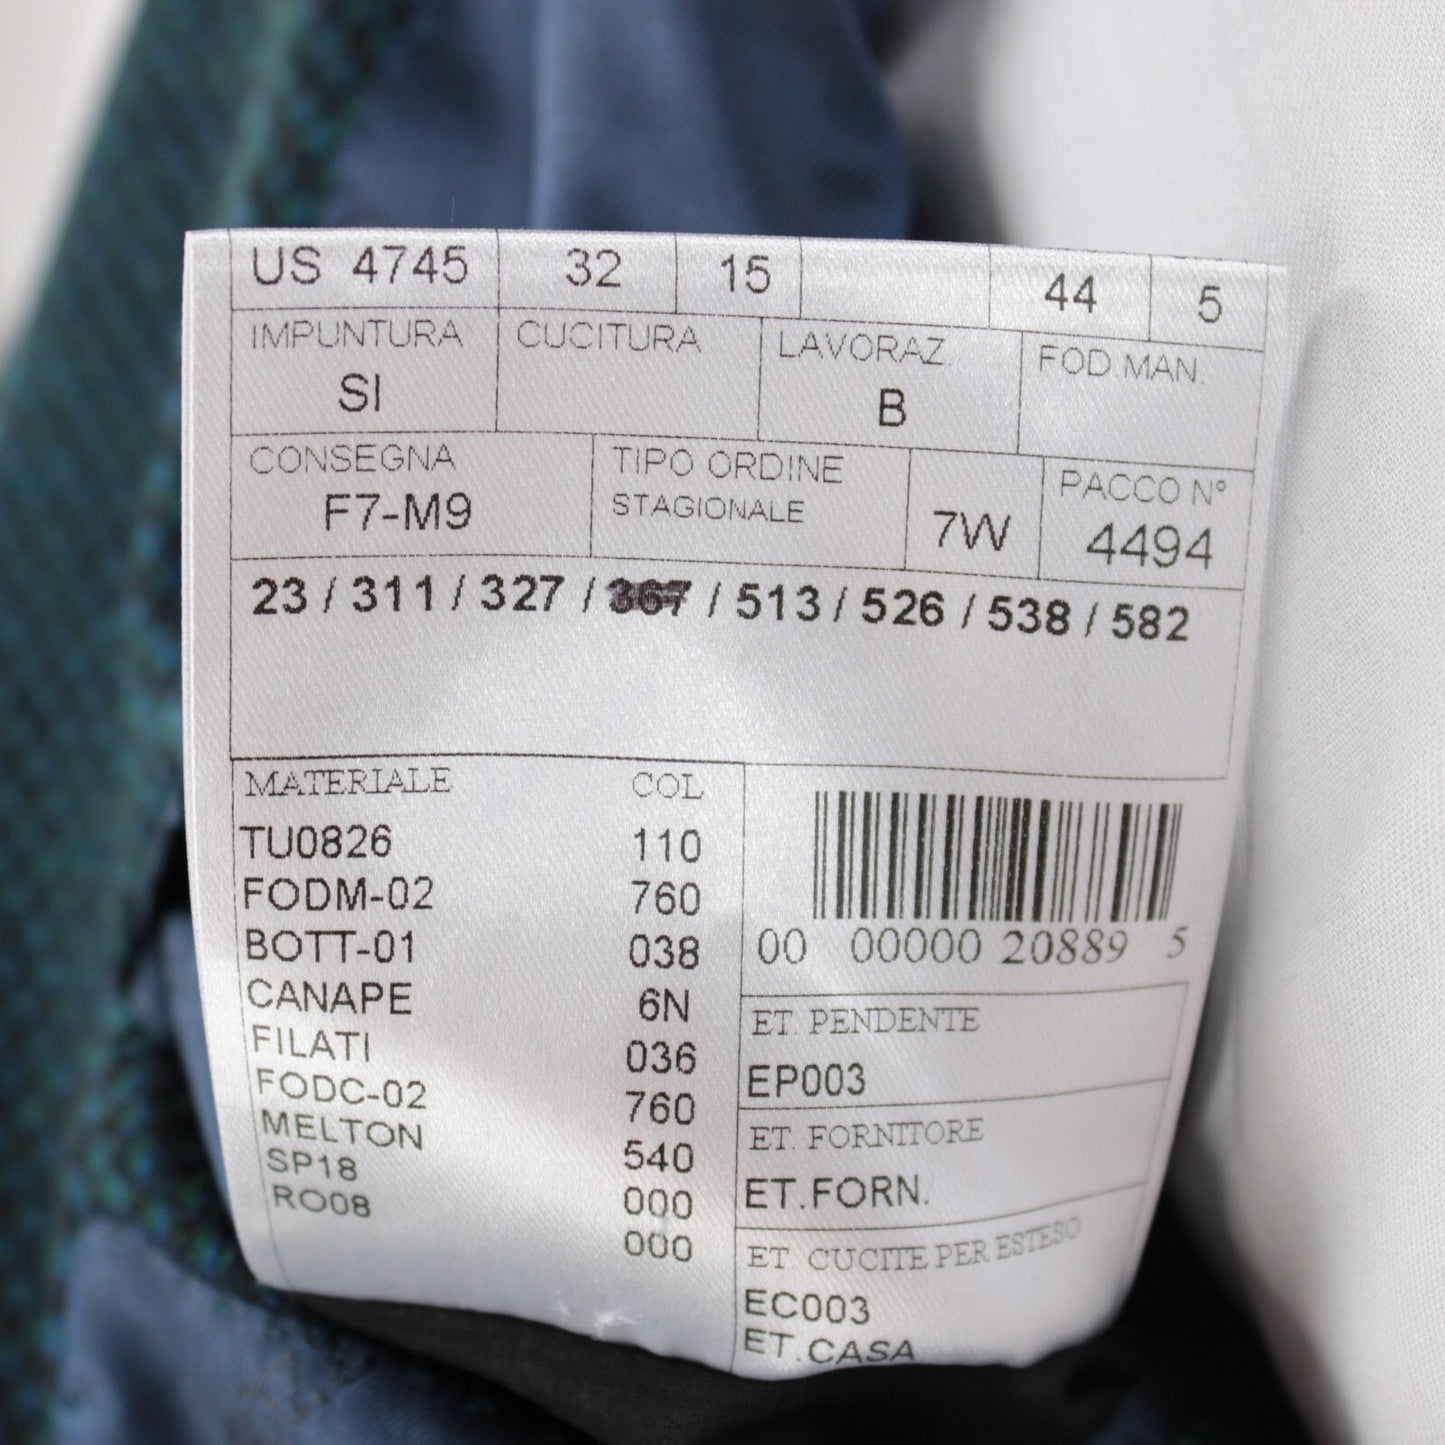 US 4745 32 15 44 5
IMPUNTURA CUCITURA LAVORAZ. FOD.MAN.
SI B
CONSEGNA TIPO ORDINE PACCO N°
F7-M9 STAGIONALE 7W 4494
23 / 311 / 327 / 367 / 513 / 526 / 538 / 582
MATERIALE COL
TU0826 110
FODM-02 760
BOTT-01 038
CANAPE 6N
FILATI 036
FODC-02 760
MELTON 540
SP18 000
RO08 000
00 00000 20889 5
ET. PENDENTE
EP003
ET. FORNITORE
ET.FORN.
ET. CUCITE PER ESTESO
EC003
ET.CASA